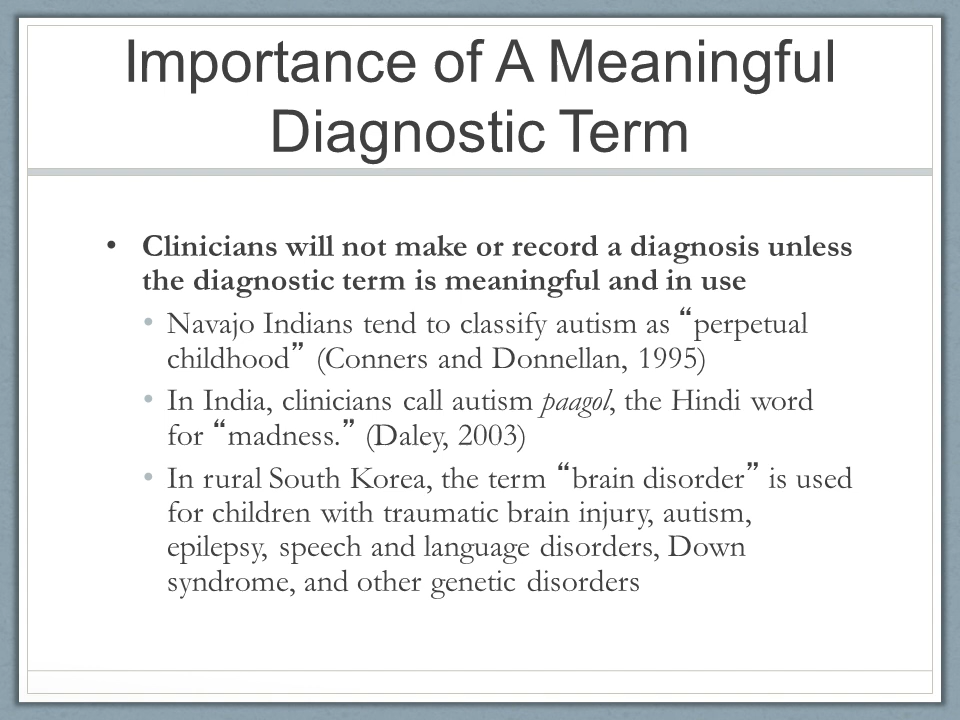 Importance of A Meaningful
Diagnostic Term
• Clinicians will not make or record a diagnosis unless
the diagnostic term is meaningful and in use
• Navajo Indians tend to classify autism as “perpetual
childhood” (Conners and Donnellan, 1995)
• In India, clinicians call autism paagol, the Hindi word
for “madness.” (Daley, 2003)
• In rural South Korea, the term “brain disorder” is used
for children with traumatic brain injury, autism,
epilepsy, speech and language disorders, Down
syndrome, and other genetic disorders